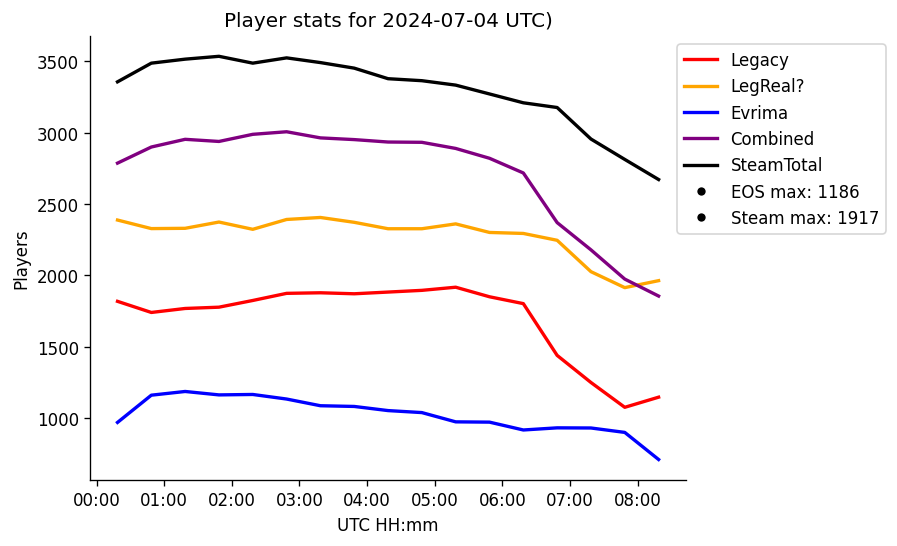 Player stats for 2024-07-04 UTC)
Legacy
LegReal?
Evrima
Combined
SteamTotal
EOS max: 1186
Steam max: 1917
Players
3500
3000
2500
2000
1500
1000
00:00 01:00 02:00 03:00 04:00 05:00 06:00 07:00 08:00
UTC HH:mm